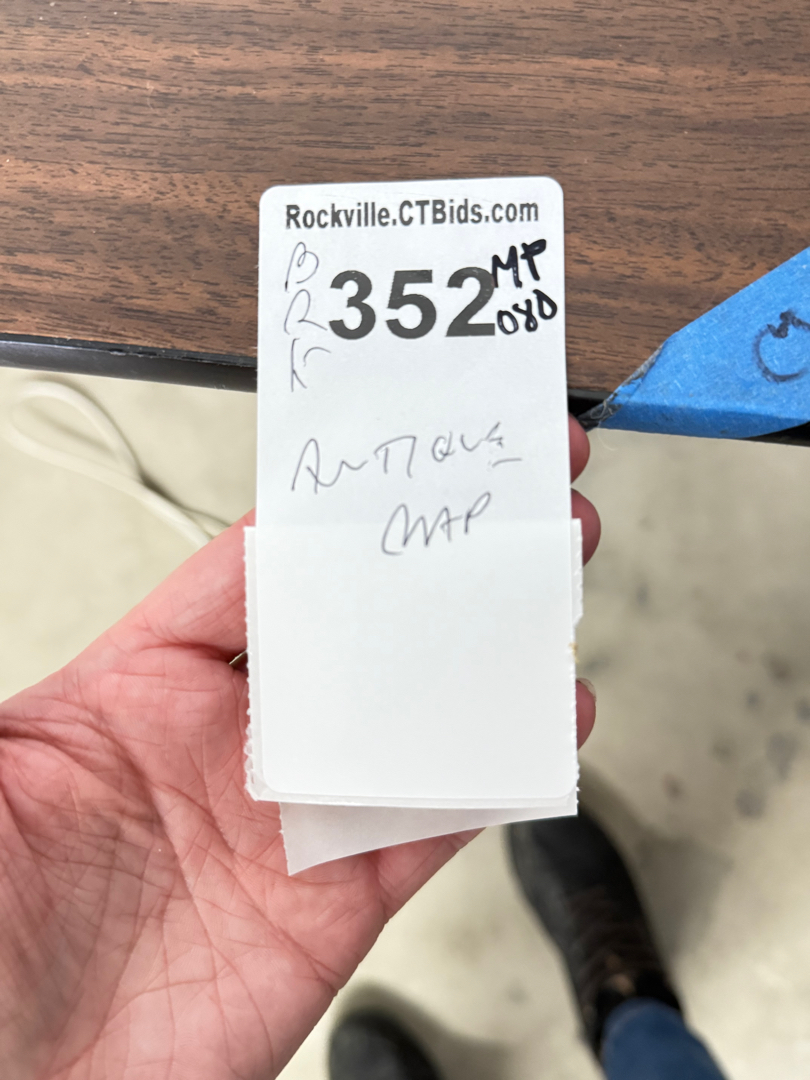 Rockville.CTBids.com
B
R
352
MP
080
ANTIQUE
MAP